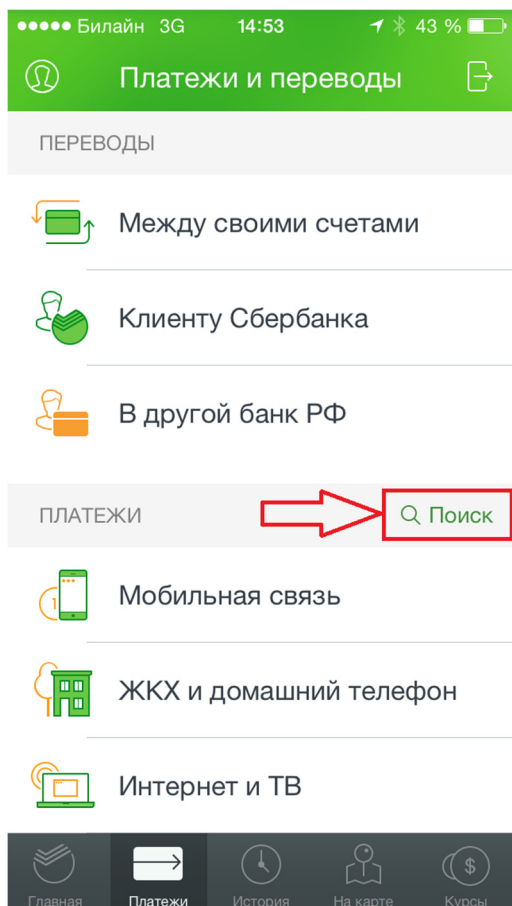 Билайн 3G 14:53 43 %
Платежи и переводы
ПЕРЕВОДЫ
Между своими счетами
Клиенту Сбербанка
В другой банк РФ
ПЛАТЕЖИ Поиск
1
Мобильная связь
ЖКХ и домашний телефон
Интернет и ТВ
$
Главная Платежи История На карте Курсы